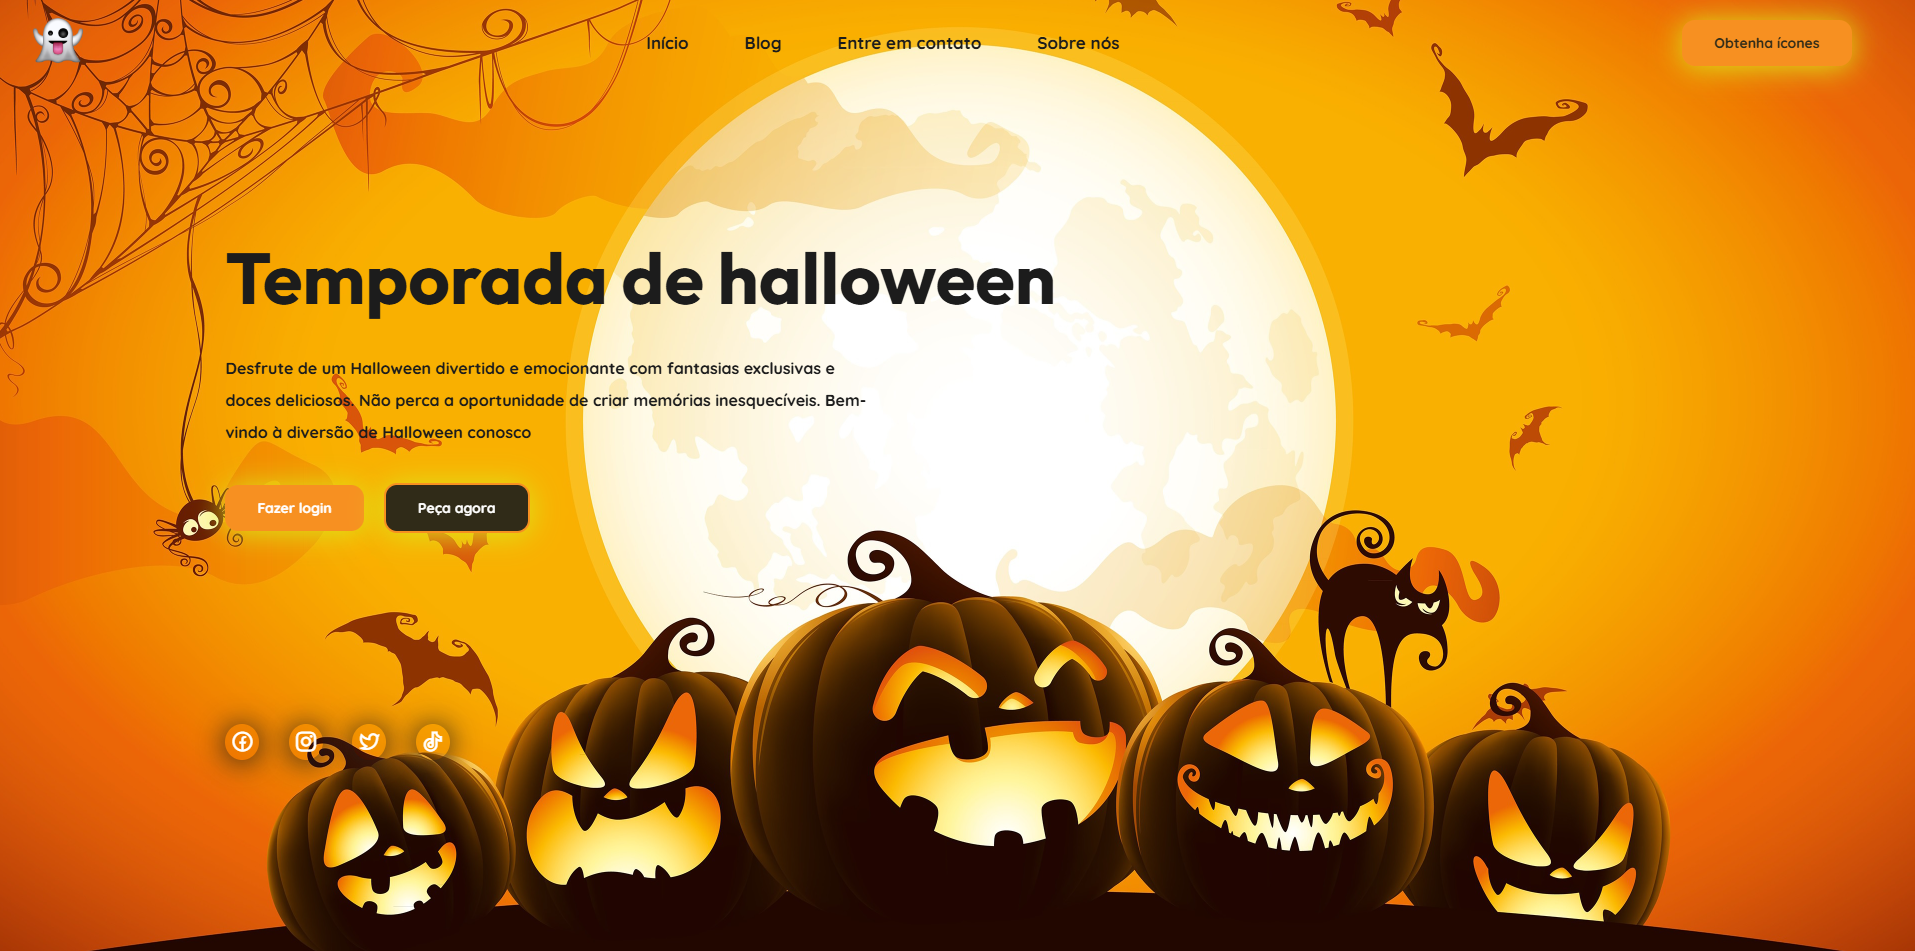 Início
Blog
Entre em contato
Sobre nós
Obtenha ícones
Temporada de halloween
Desfrute de um Halloween divertido e emocionante com fantasias exclusivas e
doces deliciosos. Não perca a oportunidade de criar memórias inesquecíveis. Bem-
vindo à diversão de Halloween conosco
Fazer login
Peça agora